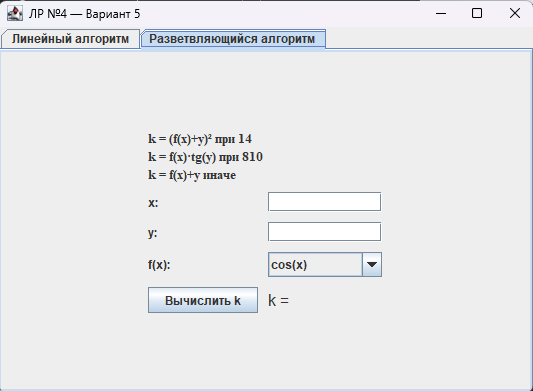 ЛР №4 — Вариант 5
Линейный алгоритм Разветвляющийся алгоритм
k = (f(x)+y)² при 14
k = f(x)·tg(y) при 810
k = f(x)+y иначе
x:
y:
f(x): cos(x)
Вычислить k k =